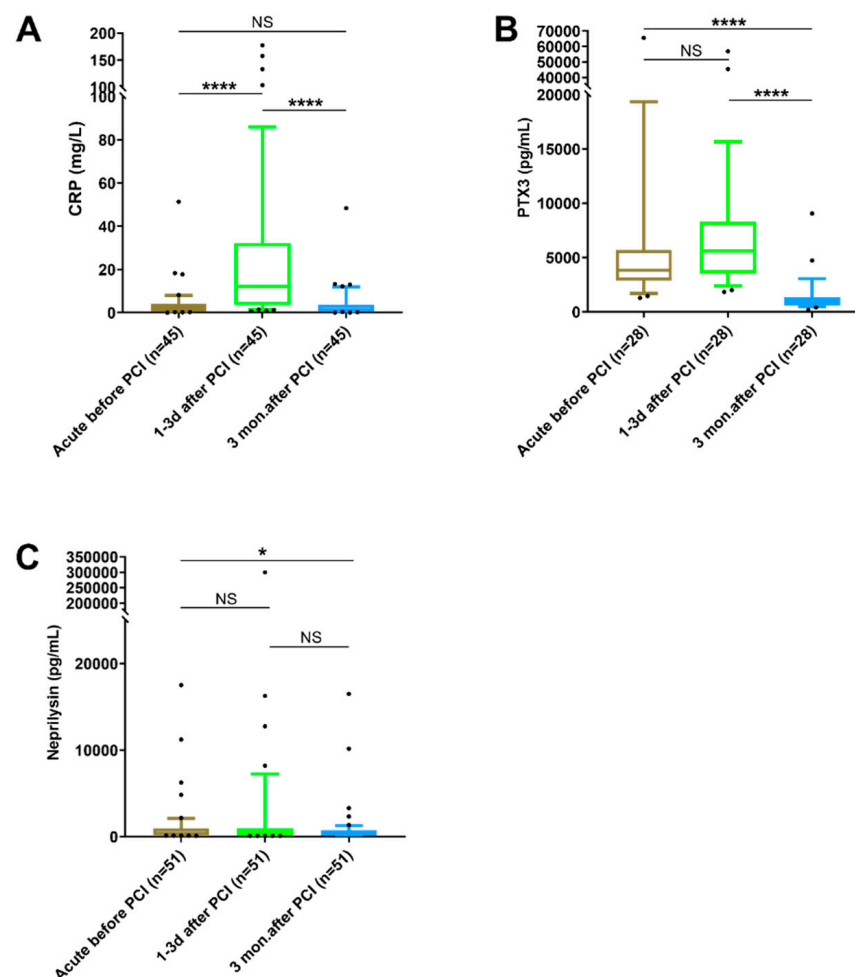 A
NS
200
150
100
100
80
60
40
20
0
CRP (mg/L)
****
****
Acute before PCI (n=45)
1-3d after PCI (n=45)
3 mon.after PCI (n=45)
B
****
NS
****
70000
60000
50000
40000
30000
20000
20000
15000
10000
5000
0
PTX3 (pg/mL)
Acute before PCI (n=28)
1-3d after PCI (n=28)
3 mon.after PCI (n=28)
C
*
NS
NS
350000
300000
250000
200000
20000
10000
0
Neprilysin (pg/mL)
Acute before PCI (n=51)
1-3d after PCI (n=51)
3 mon.after PCI (n=51)